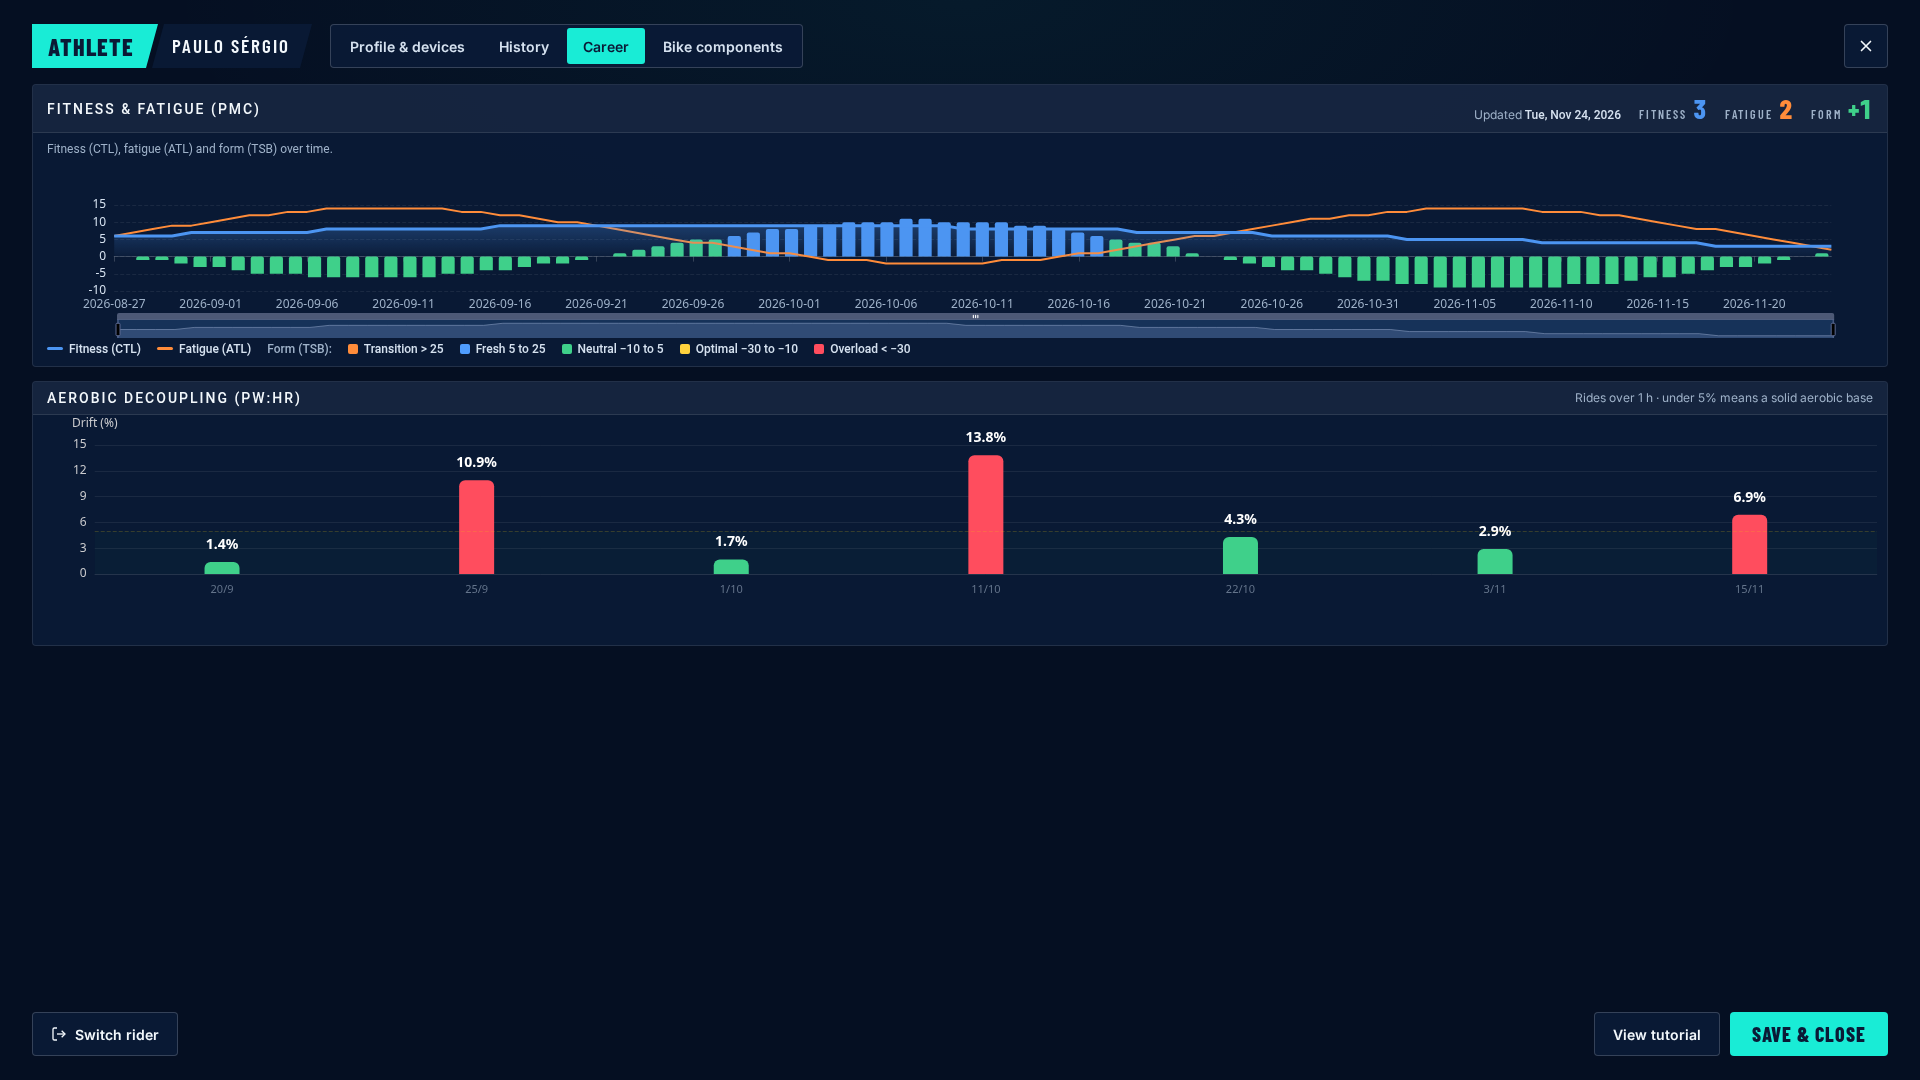 ATHLETE
PAULO SÉRGIO
Profile & devices
History
Career
Bike components
FITNESS & FATIGUE (PMC)
Updated Tue, Nov 24, 2026
FITNESS 3
FATIGUE 2
FORM +1
Fitness (CTL), fatigue (ATL) and form (TSB) over time.
15
10
5
0
-5
-10
2026-08-27
2026-09-01
2026-09-06
2026-09-11
2026-09-16
2026-09-21
2026-09-26
2026-10-01
2026-10-06
2026-10-11
2026-10-16
2026-10-21
2026-10-26
2026-10-31
2026-11-05
2026-11-10
2026-11-15
2026-11-20
Fitness (CTL)
Fatigue (ATL)
Form (TSB):
Transition > 25
Fresh 5 to 25
Neutral −10 to 5
Optimal −30 to −10
Overload < −30
AEROBIC DECOUPLING (PW:HR)
Rides over 1 h · under 5% means a solid aerobic base
Drift (%)
15
12
9
6
3
0
1.4%
10.9%
1.7%
13.8%
4.3%
2.9%
6.9%
20/9
25/9
1/10
11/10
22/10
3/11
15/11
Switch rider
View tutorial
SAVE & CLOSE